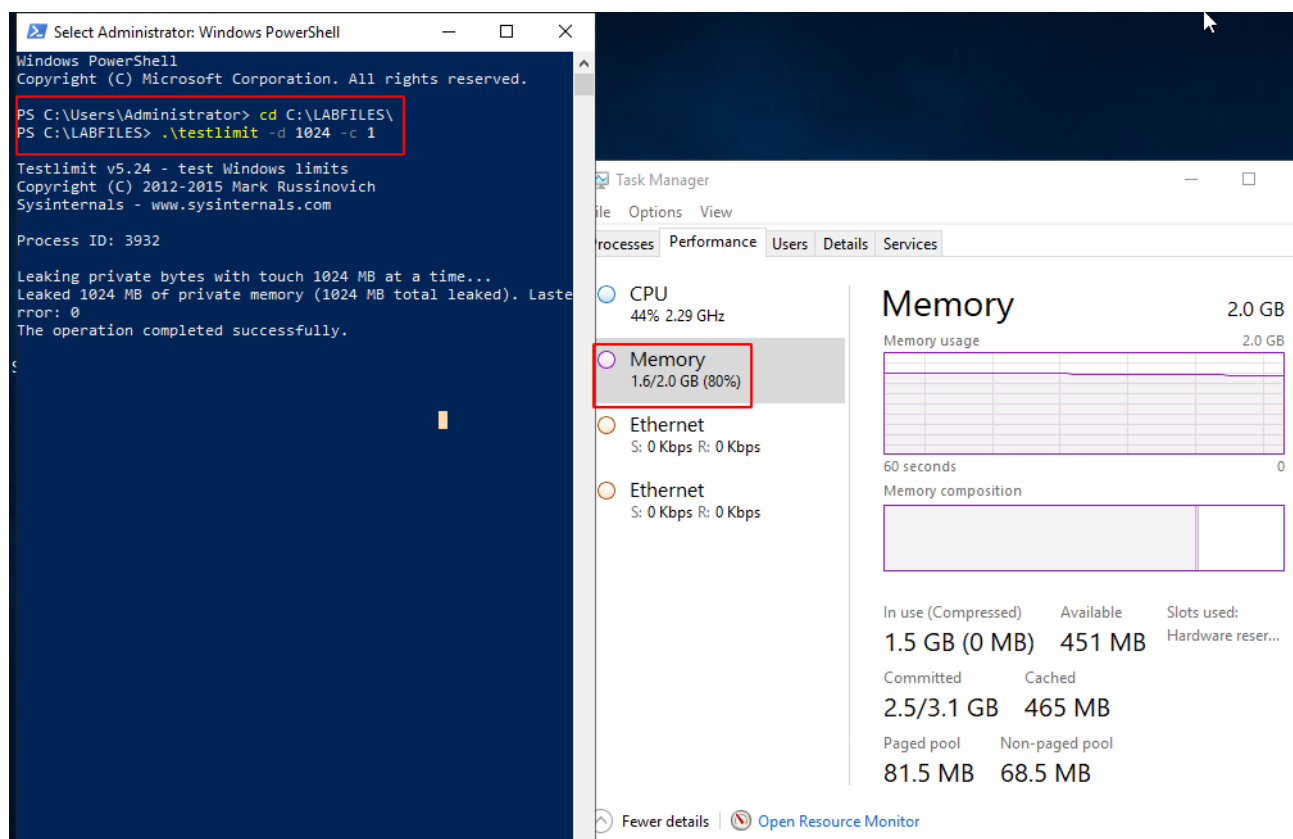 Select Administrator: Windows PowerShell
Windows PowerShell
Copyright (C) Microsoft Corporation. All rights reserved.
PS C:\Users\Administrator> cd C:\LABFILES\
PS C:\LABFILES> .\testlimit -d 1024 -c 1
Testlimit v5.24 - test Windows limits
Copyright (C) 2012-2015 Mark Russinovich
Sysinternals - www.sysinternals.com
Process ID: 3932
Leaking private bytes with touch 1024 MB at a time...
Leaked 1024 MB of private memory (1024 MB total leaked). Laste
rror: 0
The operation completed successfully.
Task Manager
ile Options View
rocesses Performance Users Details Services
CPU
44% 2.29 GHz
Memory
1.6/2.0 GB (80%)
Ethernet
S: 0 Kbps R: 0 Kbps
Ethernet
S: 0 Kbps R: 0 Kbps
Memory 2.0 GB
Memory usage 2.0 GB
60 seconds 0
Memory composition
In use (Compressed) Available Slots used:
1.5 GB (0 MB) 451 MB Hardware reser...
Committed Cached
2.5/3.1 GB 465 MB
Paged pool Non-paged pool
81.5 MB 68.5 MB
Fewer details Open Resource Monitor